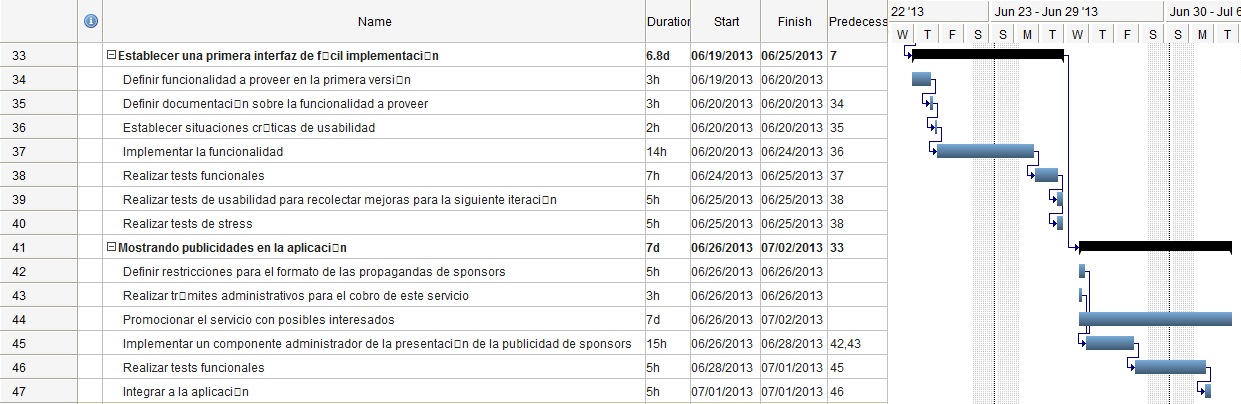 Name Duration Start Finish Predecess 22 '13 Jun 23 - Jun 29 '13 Jun 30 - Jul 6
W T F S S M T W T F S S M T
33 Establecer una primera interfaz de f▯cil implementaci▯n 6.8d 06/19/2013 06/25/2013 7
34 Definir funcionalidad a proveer en la primera versi▯n 3h 06/19/2013 06/20/2013
35 Definir documentaci▯n sobre la funcionalidad a proveer 3h 06/20/2013 06/20/2013 34
36 Establecer situaciones cr▯ticas de usabilidad 2h 06/20/2013 06/20/2013 35
37 Implementar la funcionalidad 14h 06/20/2013 06/24/2013 36
38 Realizar tests funcionales 7h 06/24/2013 06/25/2013 37
39 Realizar tests de usabilidad para recolectar mejoras para la siguiente iteraci▯n 5h 06/25/2013 06/25/2013 38
40 Realizar tests de stress 5h 06/25/2013 06/25/2013 38
41 Mostrando publicidades en la aplicaci▯n 7d 06/26/2013 07/02/2013 33
42 Definir restricciones para el formato de las propagandas de sponsors 5h 06/26/2013 06/26/2013
43 Realizar tr▯mites administrativos para el cobro de este servicio 3h 06/26/2013 06/26/2013
44 Promocionar el servicio con posibles interesados 7d 06/26/2013 07/02/2013
45 Implementar un componente administrador de la presentaci▯n de la publicidad de sponsors 15h 06/26/2013 06/28/2013 42,43
46 Realizar tests funcionales 5h 06/28/2013 07/01/2013 45
47 Integrar a la aplicaci▯n 5h 07/01/2013 07/01/2013 46